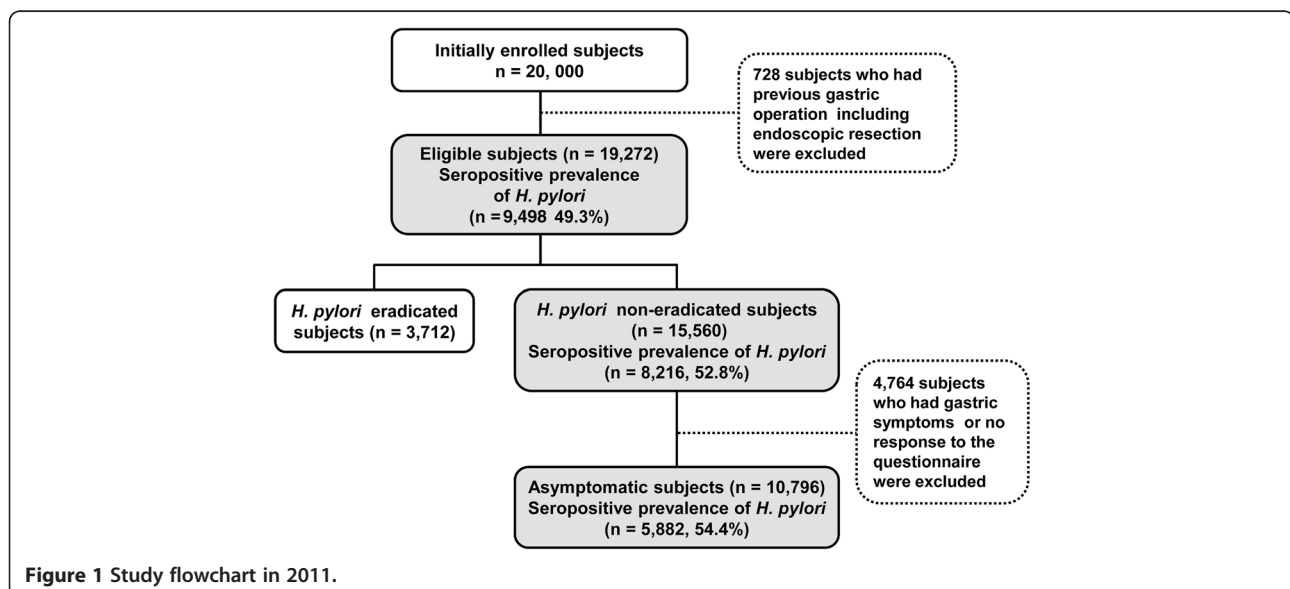 Initially enrolled subjects
n = 20, 000
728 subjects who had
previous gastric
operation including
endoscopic resection
were excluded
Eligible subjects (n = 19,272)
Seropositive prevalence
of H. pylori
(n = 9,498 49.3%)
H. pylori eradicated
subjects (n = 3,712)
H. pylori non-eradicated subjects
(n = 15,560)
Seropositive prevalence of H. pylori
(n = 8,216, 52.8%)
4,764 subjects
who had gastric
symptoms or no
response to the
questionnaire
were excluded
Asymptomatic subjects (n = 10,796)
Seropositive prevalence of H. pylori
(n = 5,882, 54.4%)
Figure 1 Study flowchart in 2011.